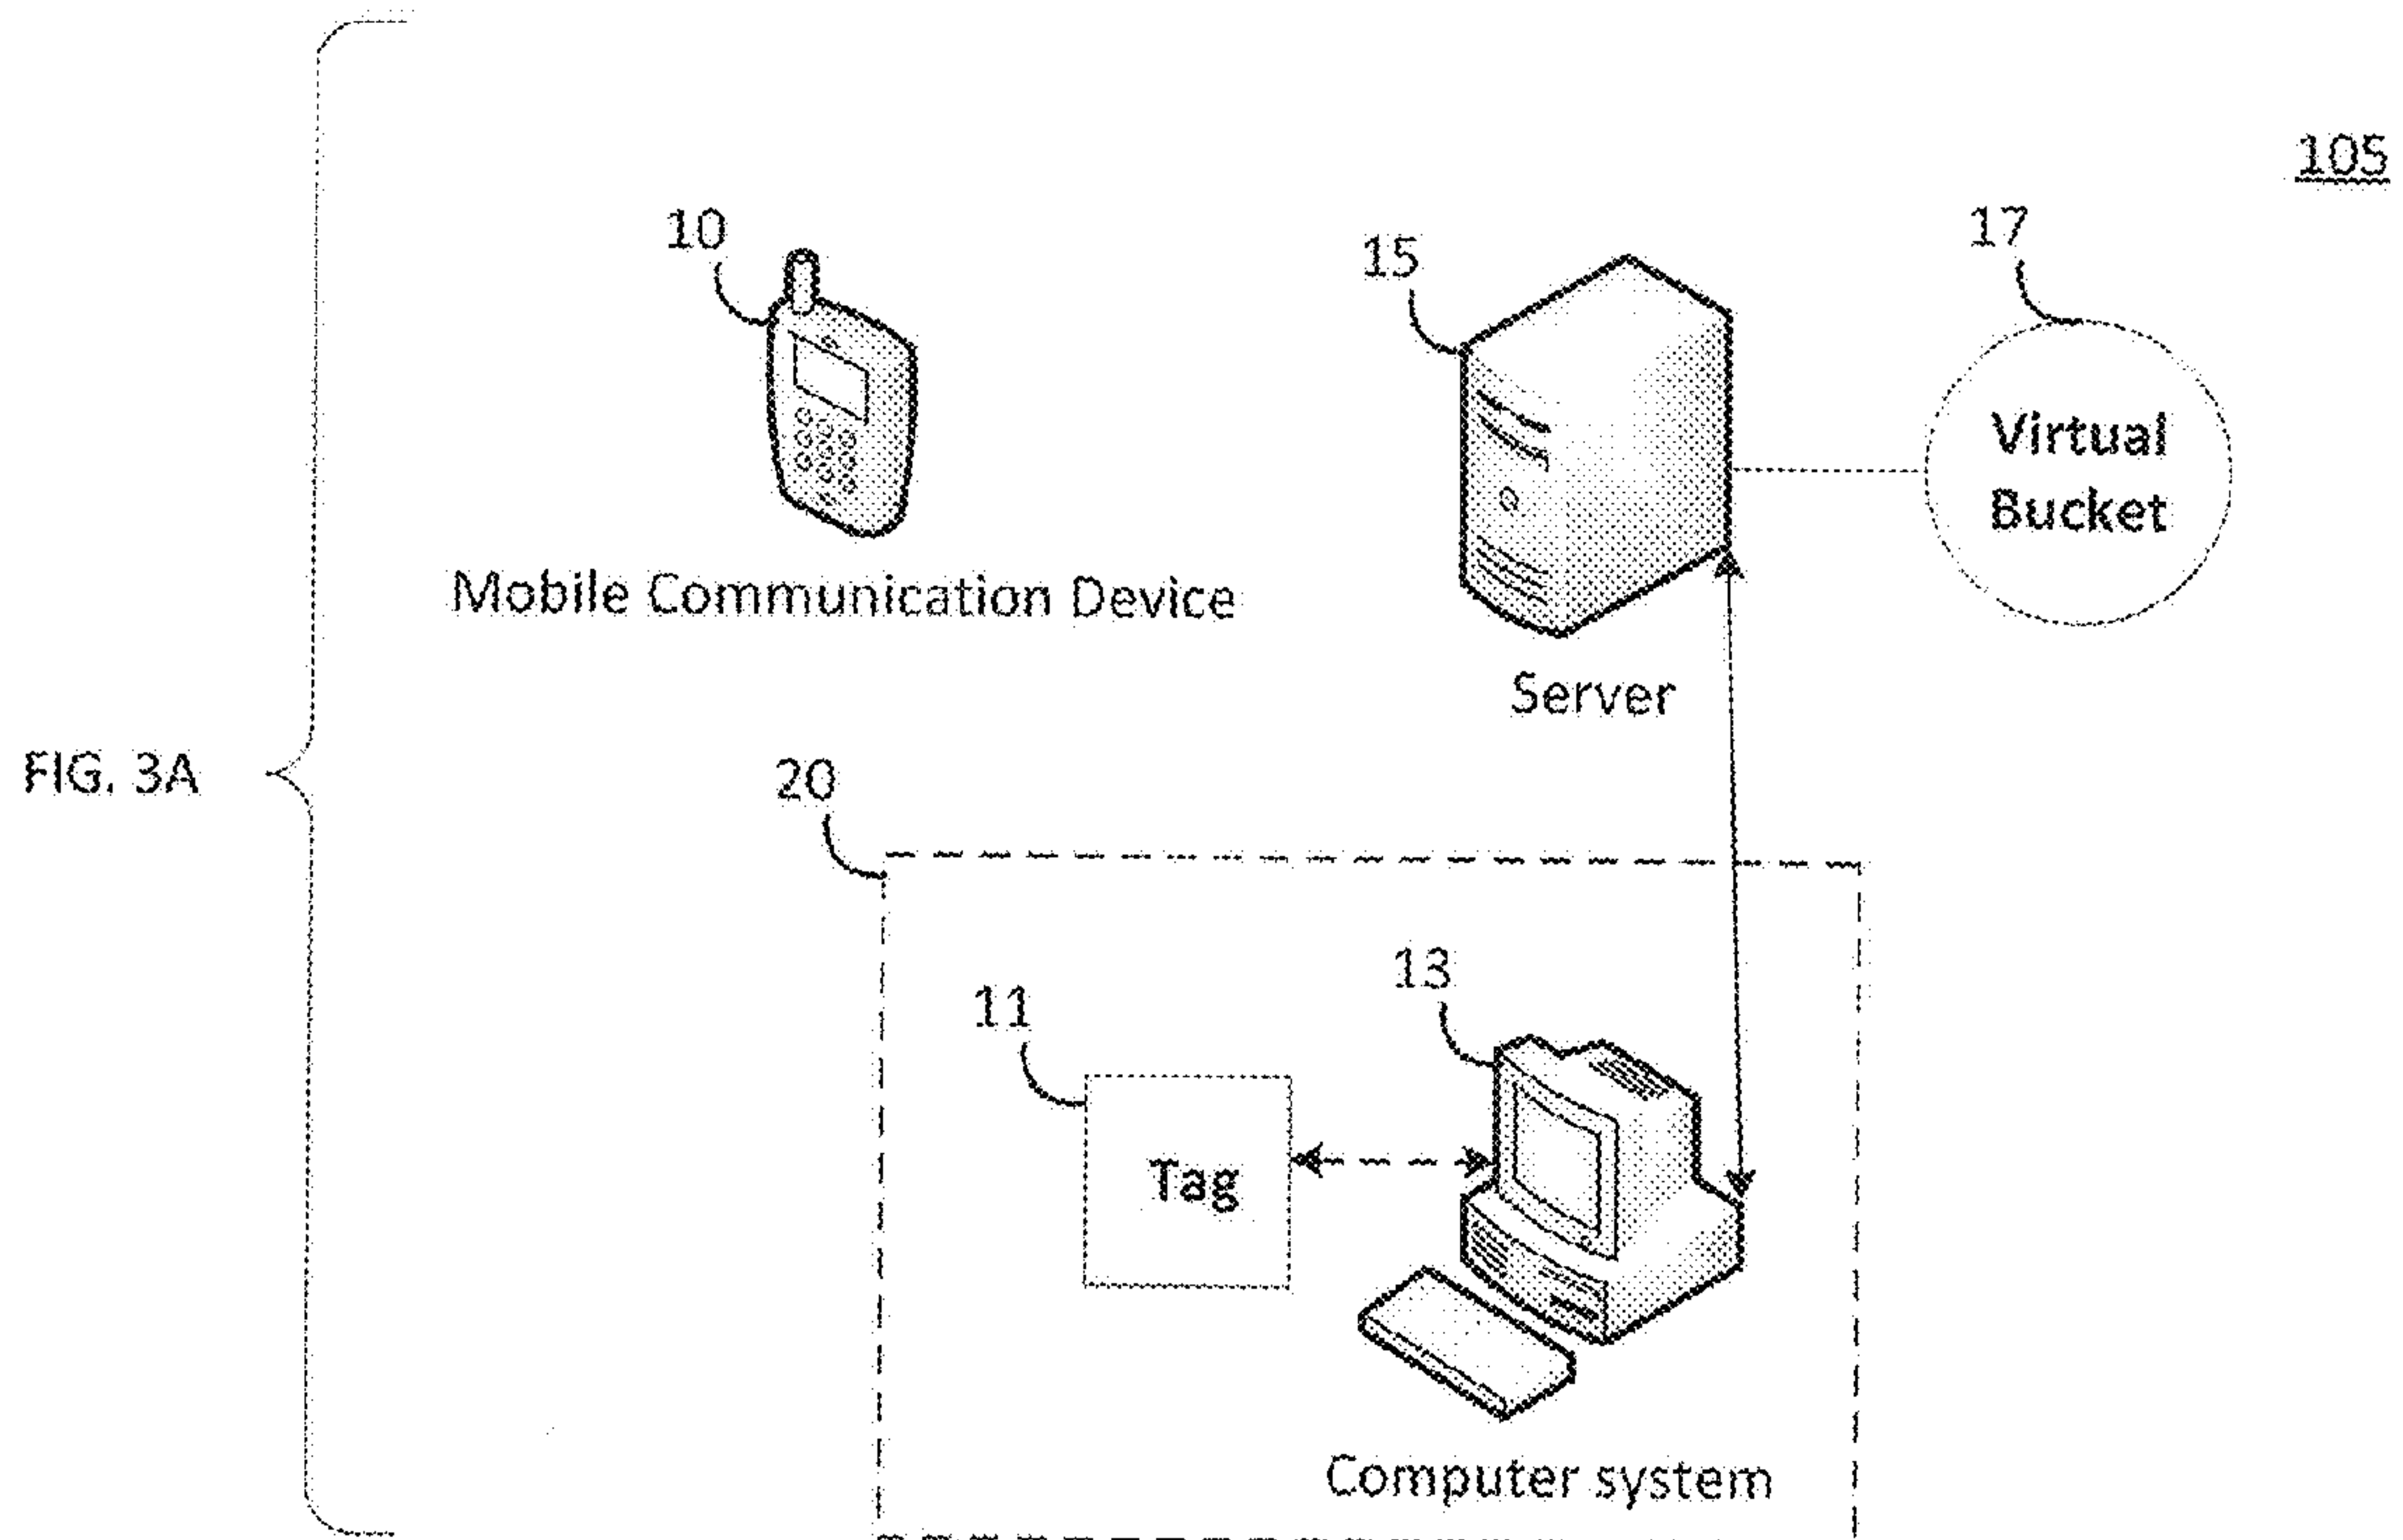 105
10
15
17
Virtual
Bucket
Mobile Communication Device
Server
FIG. 3A
20
13
11
Tag
Computer system